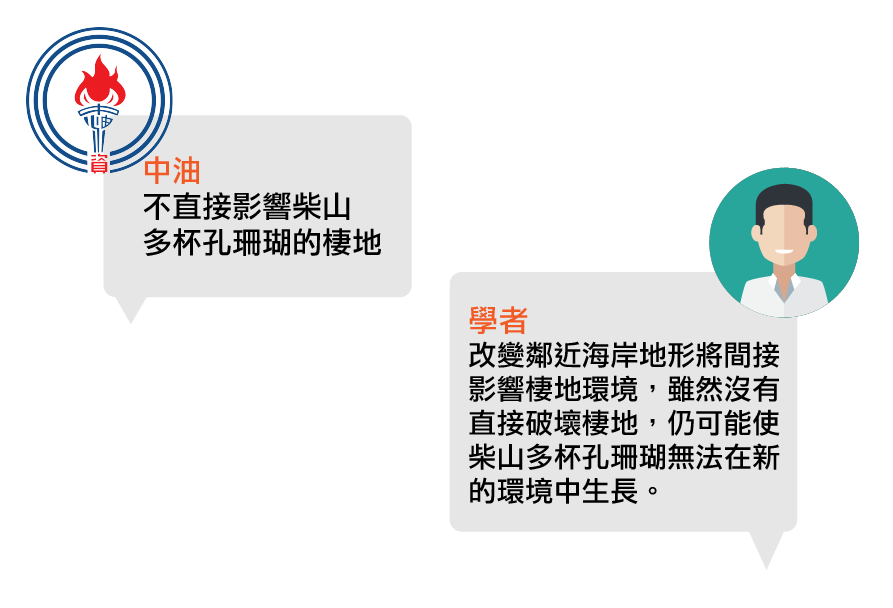 中油
不直接影響柴山
多杯孔珊瑚的棲地
學者
改變鄰近海岸地形將間接
影響棲地環境，雖然沒有
直接破壞棲地，仍可能使
柴山多杯孔珊瑚無法在新
的環境中生長。